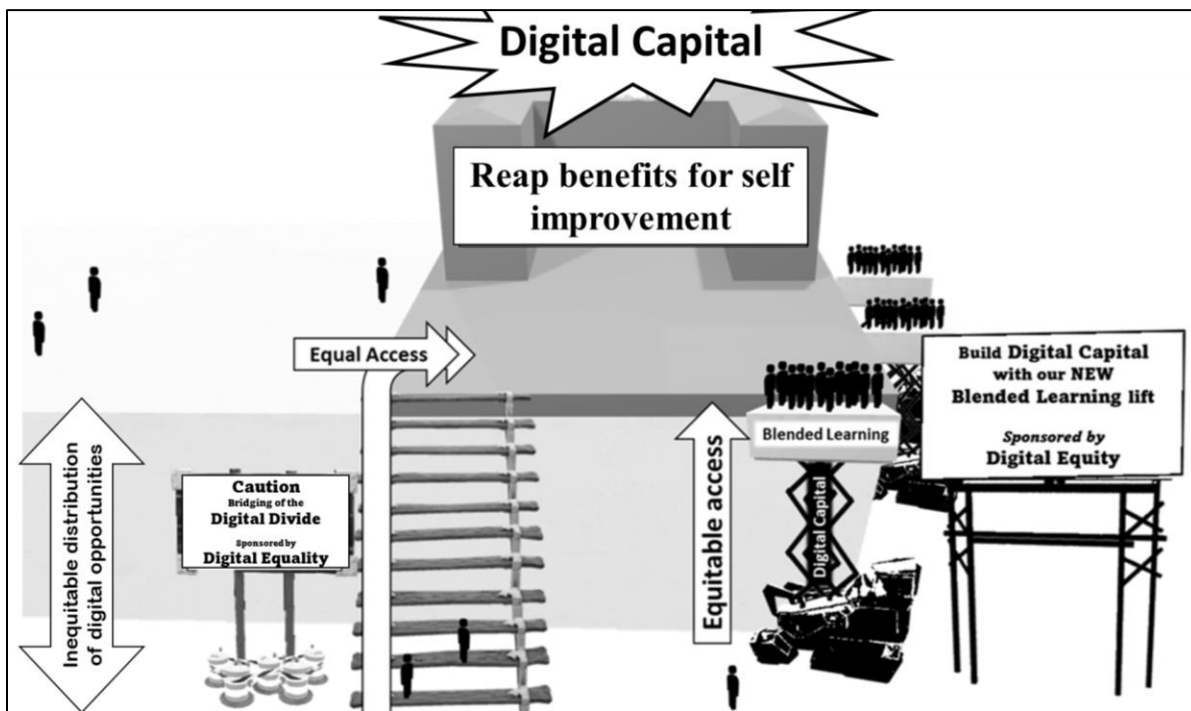 Digital Capital
Reap benefits for self
improvement
Equal Access
Build Digital Capital
with our NEW
Blended Learning lift
Sponsored by
Digital Equity
Blended Learning
Digital Capital
Equitable access
Caution
Bridging of the
Digital Divide
Sponsored by
Digital Equality
Inequitable distribution
of digital opportunities